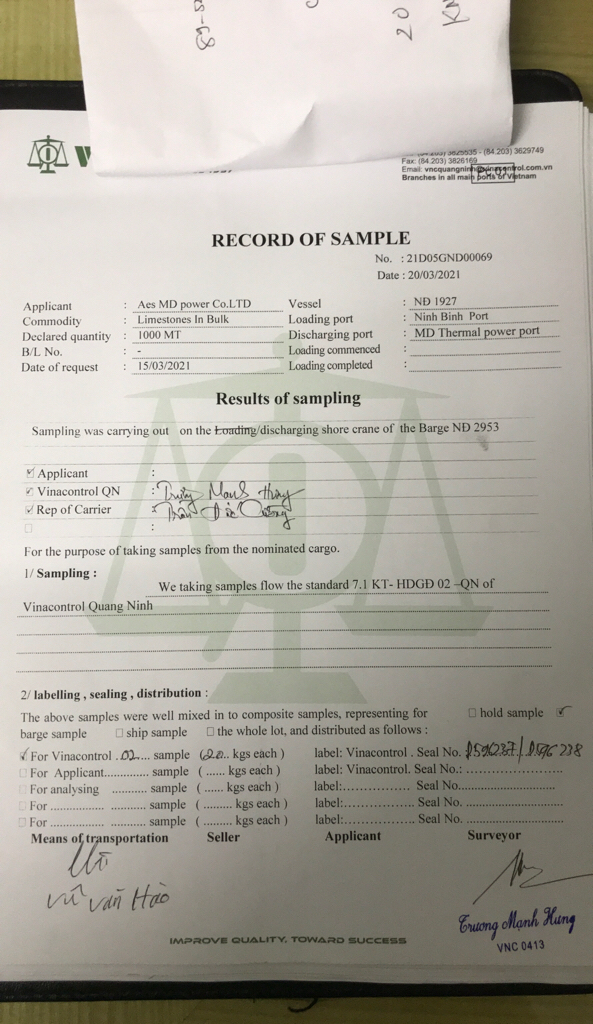 20
(84.203) 3629749
Fax: (84.203) 3826169
Email: vncquangninh@vinacontrol.com.vn
Branches in all main ports of Vietnam
RECORD OF SAMPLE
No. : 21D05GND00069
Date : 20/03/2021
Applicant : Aes MD power Co.LTD Vessel : NĐ 1927
Commodity : Limestones In Bulk Loading port : Ninh Binh Port
Declared quantity : 1000 MT Discharging port : MD Thermal power port
B/L No. : - Loading commenced :
Date of request : 15/03/2021 Loading completed :
Results of sampling
Sampling was carrying out on the Loading/discharging shore crane of the Barge NĐ 2953
Applicant :
Vinacontrol QN : Trương Mạnh Hùng
Rep of Carrier : Trần
:
For the purpose of taking samples from the nominated cargo.
1/ Sampling :
We taking samples flow the standard 7.1 KT- HDGĐ 02 –QN of
Vinacontrol Quang Ninh
2/ labelling , sealing , distribution :
The above samples were well mixed in to composite samples, representing for hold sample
barge sample ship sample the whole lot, and distributed as follows :
For Vinacontrol .02.... sample (20.. kgs each ) label: Vinacontrol . Seal No. 0596237/0596238
For Applicant.............. sample ( ...... kgs each ) label: Vinacontrol. Seal No.: ......................
For analysing ............ sample ( ...... kgs each ) label:................. Seal No......................
For ..................... ......... sample ( ......... kgs each ) label:................. Seal No. ......................
For ..................... ......... sample ( ......... kgs each ) label:................. Seal No. ......................
Means of transportation Seller Applicant Surveyor
Vũ Văn Hào
Trương Mạnh Hùng
VNC 0413
IMPROVE QUALITY, TOWARD SUCCESS